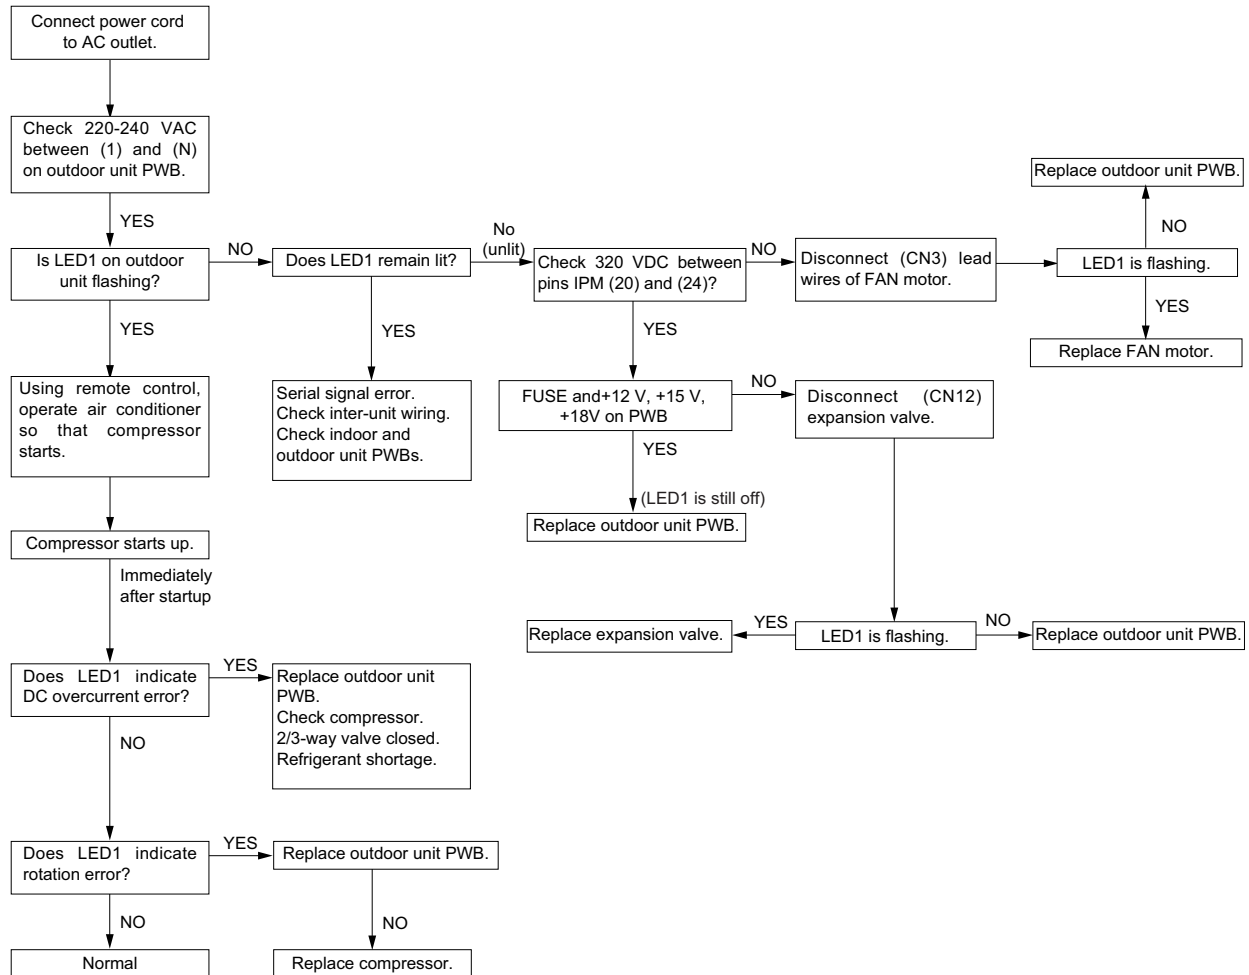 Connect power cord
to AC outlet.
Check 220-240 VAC
between (1) and (N)
on outdoor unit PWB.
YES
Is LED1 on outdoor
unit flashing?
NO
Does LED1 remain lit?
No
(unlit)
Check 320 VDC between
pins IPM (20) and (24)?
NO
Disconnect (CN3) lead
wires of FAN motor.
LED1 is flashing.
NO
Replace outdoor unit PWB.
YES
Replace FAN motor.
YES
Using remote control,
operate air conditioner
so that compressor
starts.
YES
Serial signal error.
Check inter-unit wiring.
Check indoor and
outdoor unit PWBs.
YES
FUSE and+12 V, +15 V,
+18V on PWB
NO
Disconnect (CN12)
expansion valve.
YES
(LED1 is still off)
Replace outdoor unit PWB.
Compressor starts up.
Immediately
after startup
Replace expansion valve.
YES
LED1 is flashing.
NO
Replace outdoor unit PWB.
Does LED1 indicate
DC overcurrent error?
YES
Replace outdoor unit
PWB.
Check compressor.
2/3-way valve closed.
Refrigerant shortage.
NO
Does LED1 indicate
rotation error?
YES
Replace outdoor unit PWB.
NO
NO
Normal
Replace compressor.